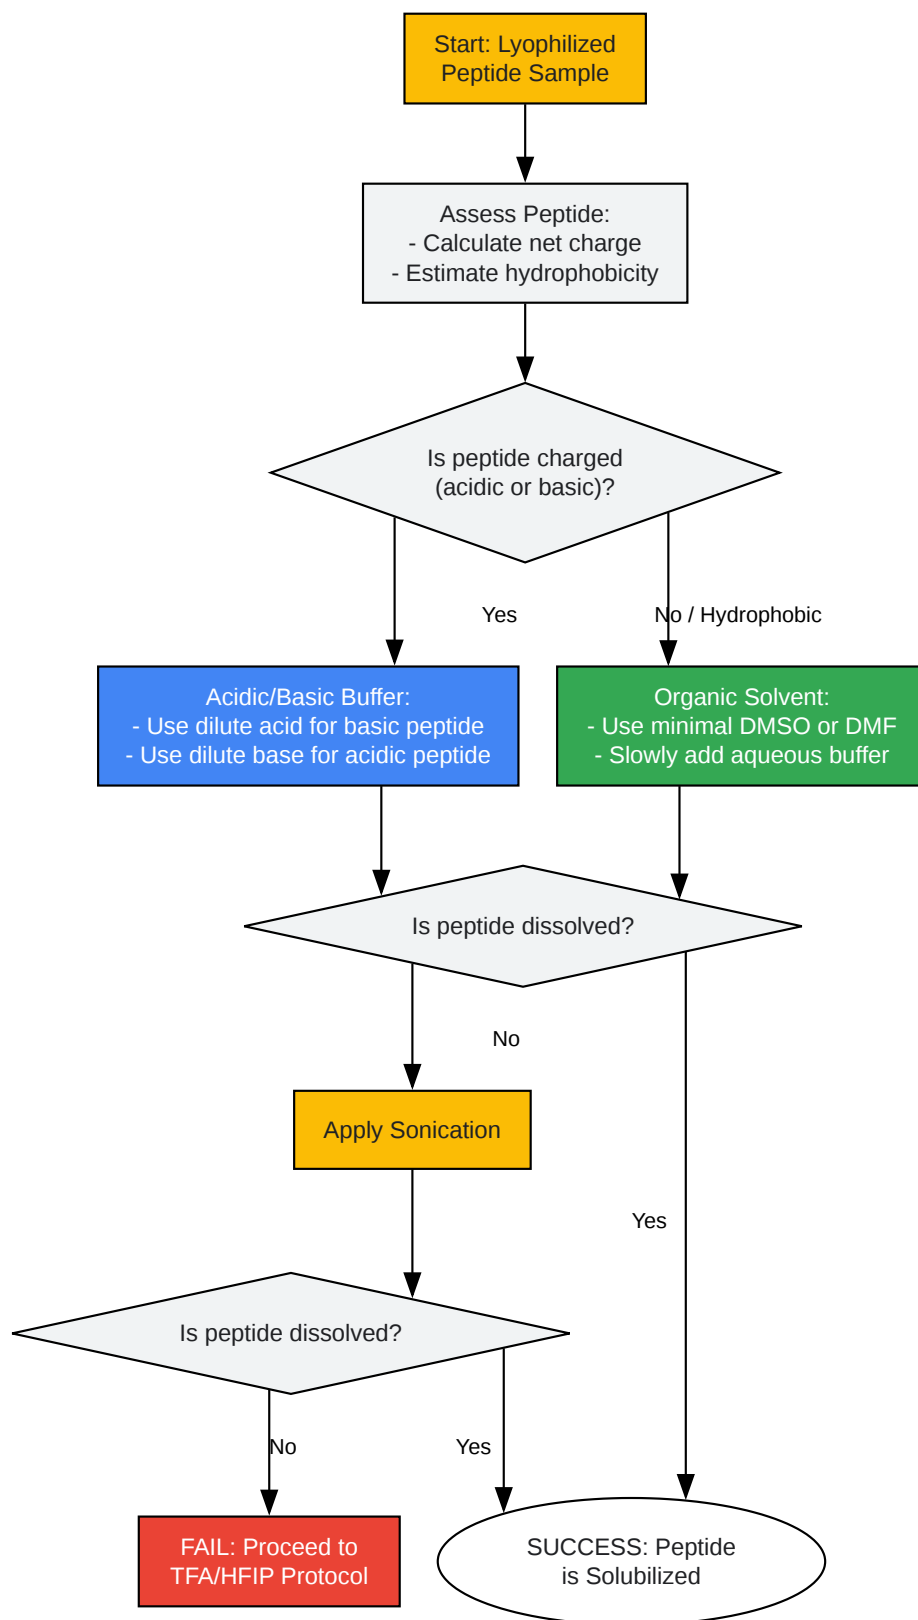 Start: Lyophilized
Peptide Sample
Assess Peptide:
- Calculate net charge
- Estimate hydrophobicity
Is peptide charged
(acidic or basic)?
Yes
No / Hydrophobic
Acidic/Basic Buffer:
- Use dilute acid for basic peptide
- Use dilute base for acidic peptide
Organic Solvent:
- Use minimal DMSO or DMF
- Slowly add aqueous buffer
Is peptide dissolved?
No
Apply Sonication
Yes
Is peptide dissolved?
No
Yes
FAIL: Proceed to
TFA/HFIP Protocol
SUCCESS: Peptide
is Solubilized